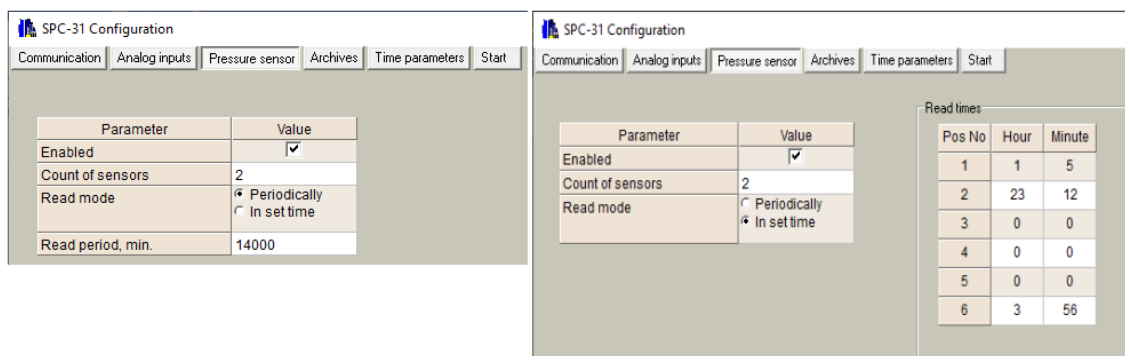 SPC-31 Configuration
Communication Analog inputs Pressure sensor Archives Time parameters Start
Parameter Value
Enabled
Count of sensors 2
Read mode Periodically
In set time
Read period, min. 14000
SPC-31 Configuration
Communication Analog inputs Pressure sensor Archives Time parameters Start
Parameter Value
Enabled
Count of sensors 2
Read mode Periodically
In set time
Read times
Pos No Hour Minute
1 1 5
2 23 12
3 0 0
4 0 0
5 0 0
6 3 56